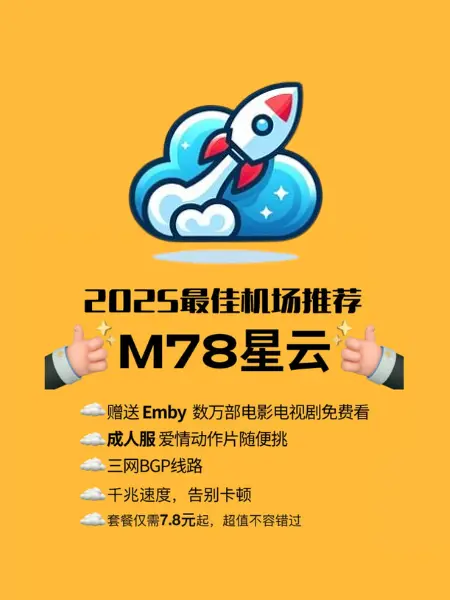 2025最佳机场推荐
M78星云
赠送 Emby 数万部电影电视剧免费看
成人服 爱情动作片随便挑
三网BGP线路
千兆速度，告别卡顿
套餐仅需7.8元起，超值不容错过